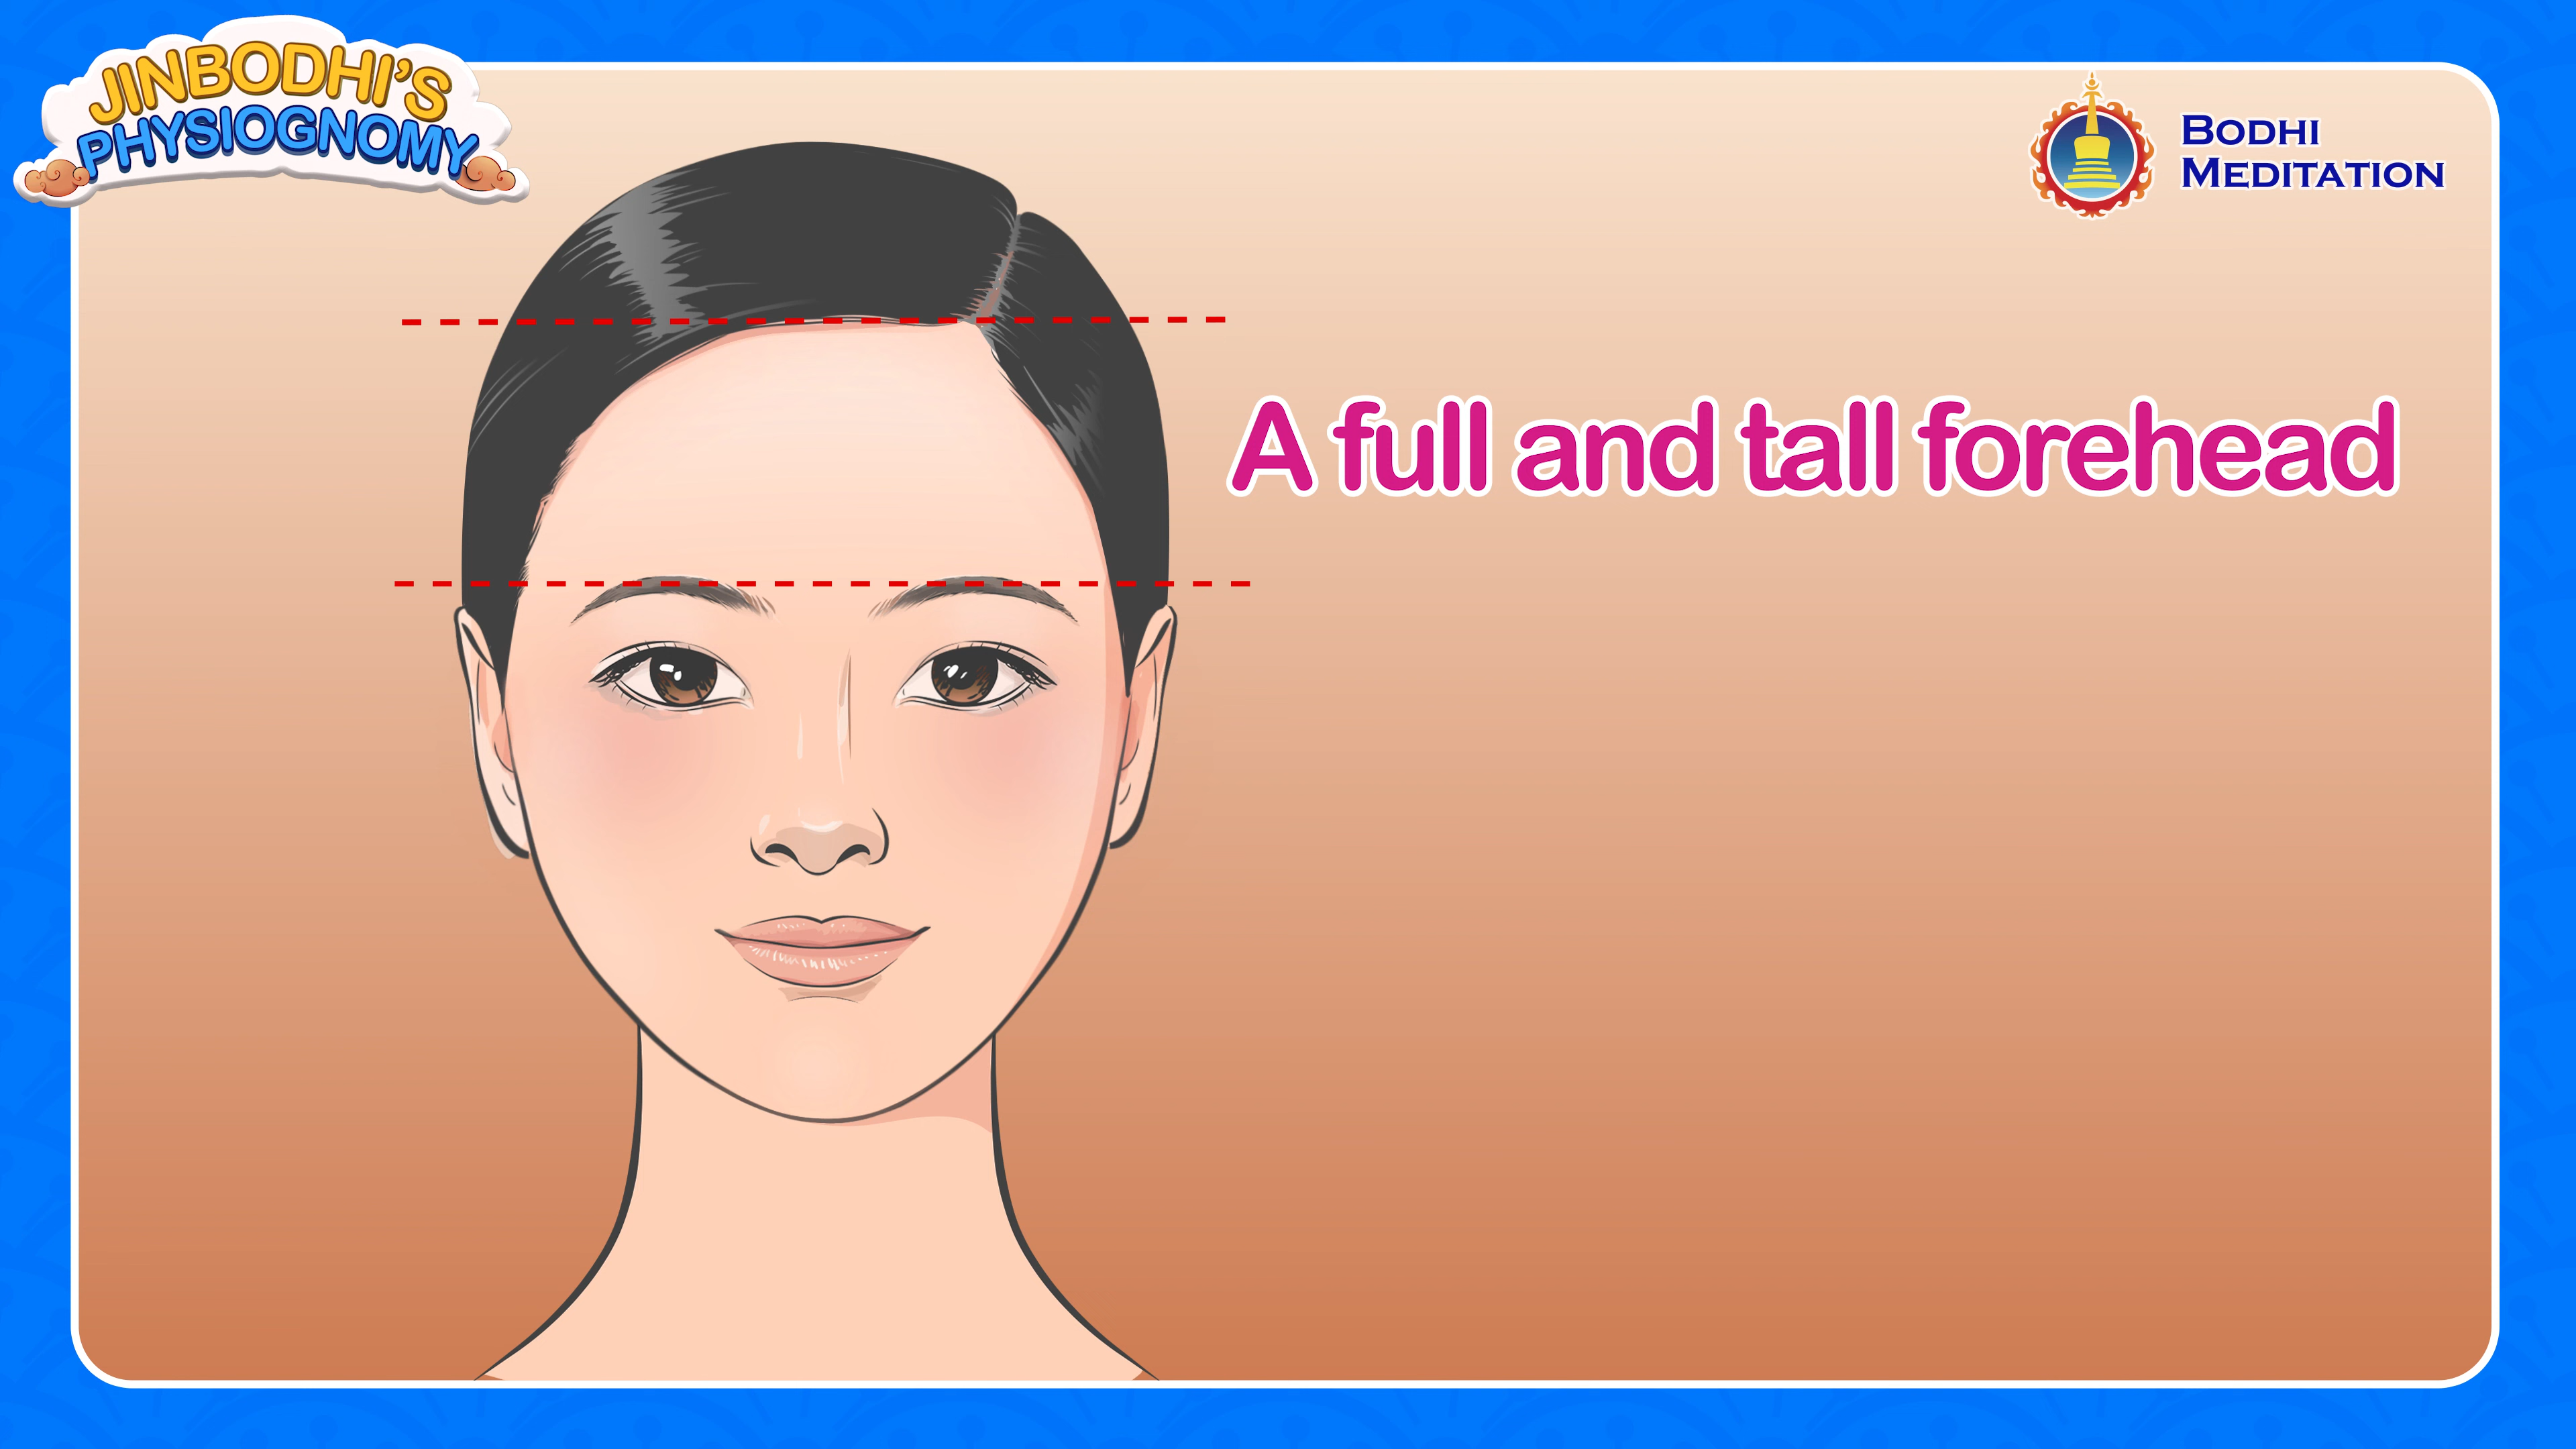 JINBODHI'S
PHYSIOGNOMY
BODHI
MEDITATION
A full and tall forehead